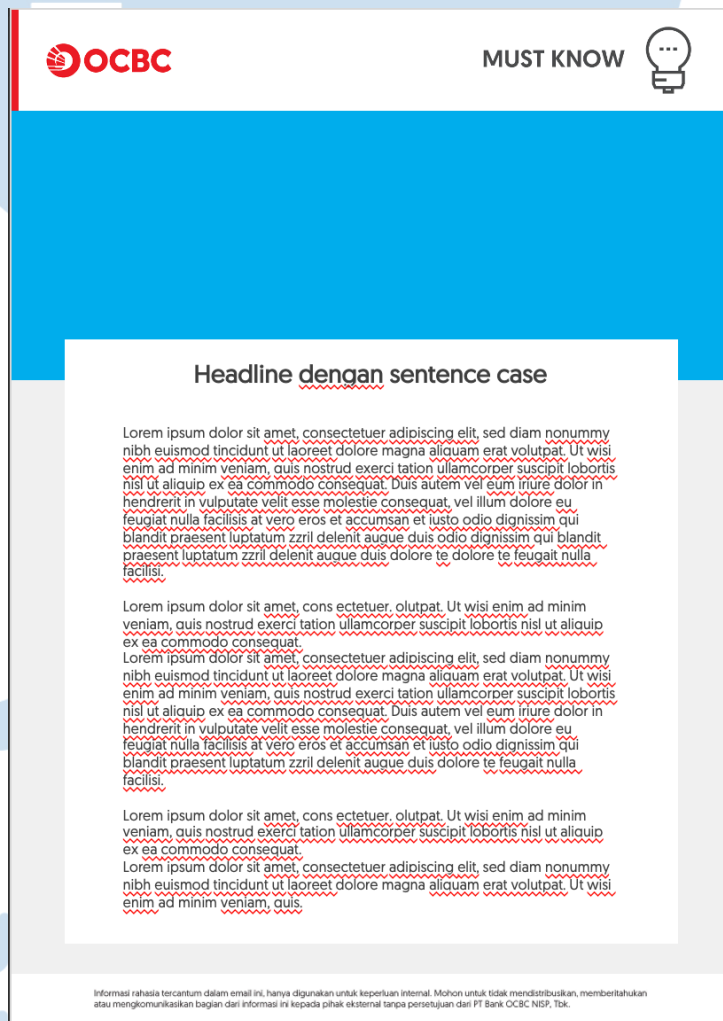 OCBC
MUST KNOW
Headline dengan sentence case
Lorem ipsum dolor sit amet, consectetuer adipiscing elit, sed diam nonummy
nibh euismod tincidunt ut laoreet dolore magna aliquam erat volutpat. Ut wisi
enim ad minim veniam, quis nostrud exerci tation ullamcorper suscipit lobortis
nisl ut aliquip ex ea commodo consequat. Duis autem vel eum iriure dolor in
hendrerit in vulputate velit esse molestie consequat, vel illum dolore eu
feugiat nulla facilisis at vero eros et accumsan et iusto odio dignissim qui
blandit praesent luptatum zzril delenit augue duis odio dignissim qui blandit
praesent luptatum zzril delenit augue duis dolore te dolore te feugait nulla
facilisi.
Lorem ipsum dolor sit amet, cons ectetuer. olutpat. Ut wisi enim ad minim
veniam, quis nostrud exerci tation ullamcorper suscipit lobortis nisl ut aliquip
ex ea commodo consequat.
Lorem ipsum dolor sit amet, consectetuer adipiscing elit, sed diam nonummy
nibh euismod tincidunt ut laoreet dolore magna aliquam erat volutpat. Ut wisi
enim ad minim veniam, quis nostrud exerci tation ullamcorper suscipit lobortis
nisl ut aliquip ex ea commodo consequat. Duis autem vel eum iriure dolor in
hendrerit in vulputate velit esse molestie consequat, vel illum dolore eu
feugiat nulla facilisis at vero eros et accumsan et iusto odio dignissim qui
blandit praesent luptatum zzril delenit augue duis dolore te feugait nulla
facilisi.
Lorem ipsum dolor sit amet, cons ectetuer. olutpat. Ut wisi enim ad minim
veniam, quis nostrud exerci tation ullamcorper suscipit lobortis nisl ut aliquip
ex ea commodo consequat.
Lorem ipsum dolor sit amet, consectetuer adipiscing elit, sed diam nonummy
nibh euismod tincidunt ut laoreet dolore magna aliquam erat volutpat. Ut wisi
enim ad minim veniam, quis.
Informasi rahasia tercantum dalam email ini, hanya digunakan untuk keperluan internal. Mohon untuk tidak mendistribusikan, memberitahukan
atau mengkomunikasikan bagian dari informasi ini kepada pihak eksternal tanpa persetujuan dari PT Bank OCBC NISP, Tbk.